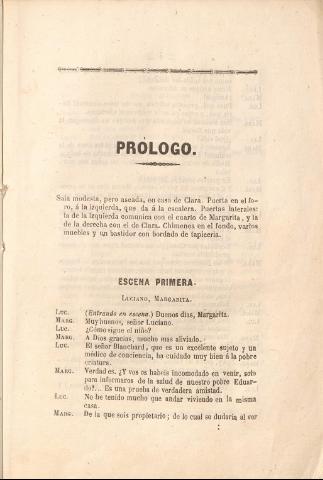 PRÓLOGO.
Sala modesta, pero aseada, en casa de Clara. Puerta en el fo-
ro, á la izquierda, que da á la escalera. Puertas laterales:
la de la izquierda comunica con el cuarto de Margarita, y la
de la derecha con el de Clara. Chimenea en el fondo, varios
muebles y un bastidor con bordado de tapiceria.
ESCENA PRIMERA.
LUCIANO, MARGARITA.
LUC. (Entrando en escena.) Buenos dias, Margarita.
MARG. Muy buenos, señor Luciano.
LUC. ¿Cómo sigue el niño?
MARG. A Dios gracias, mucho mas aliviado.
LUC. El señor Blanchard, que es un excelente sujeto y un
médico de conciencia, ha cuidado muy bien á la pobre
criatura.
MARG. Verdad es. ¿Y vos os habeis incomodado en venir, solo
para informaros de la salud de nuestro pobre Eduar-
do?... Es una prueba de verdadera amistad.
LUC. No he tenido mucho que andar viviendo en la misma
casa.
MARG. De la que sois propietario; de lo cual se dudaria al ver